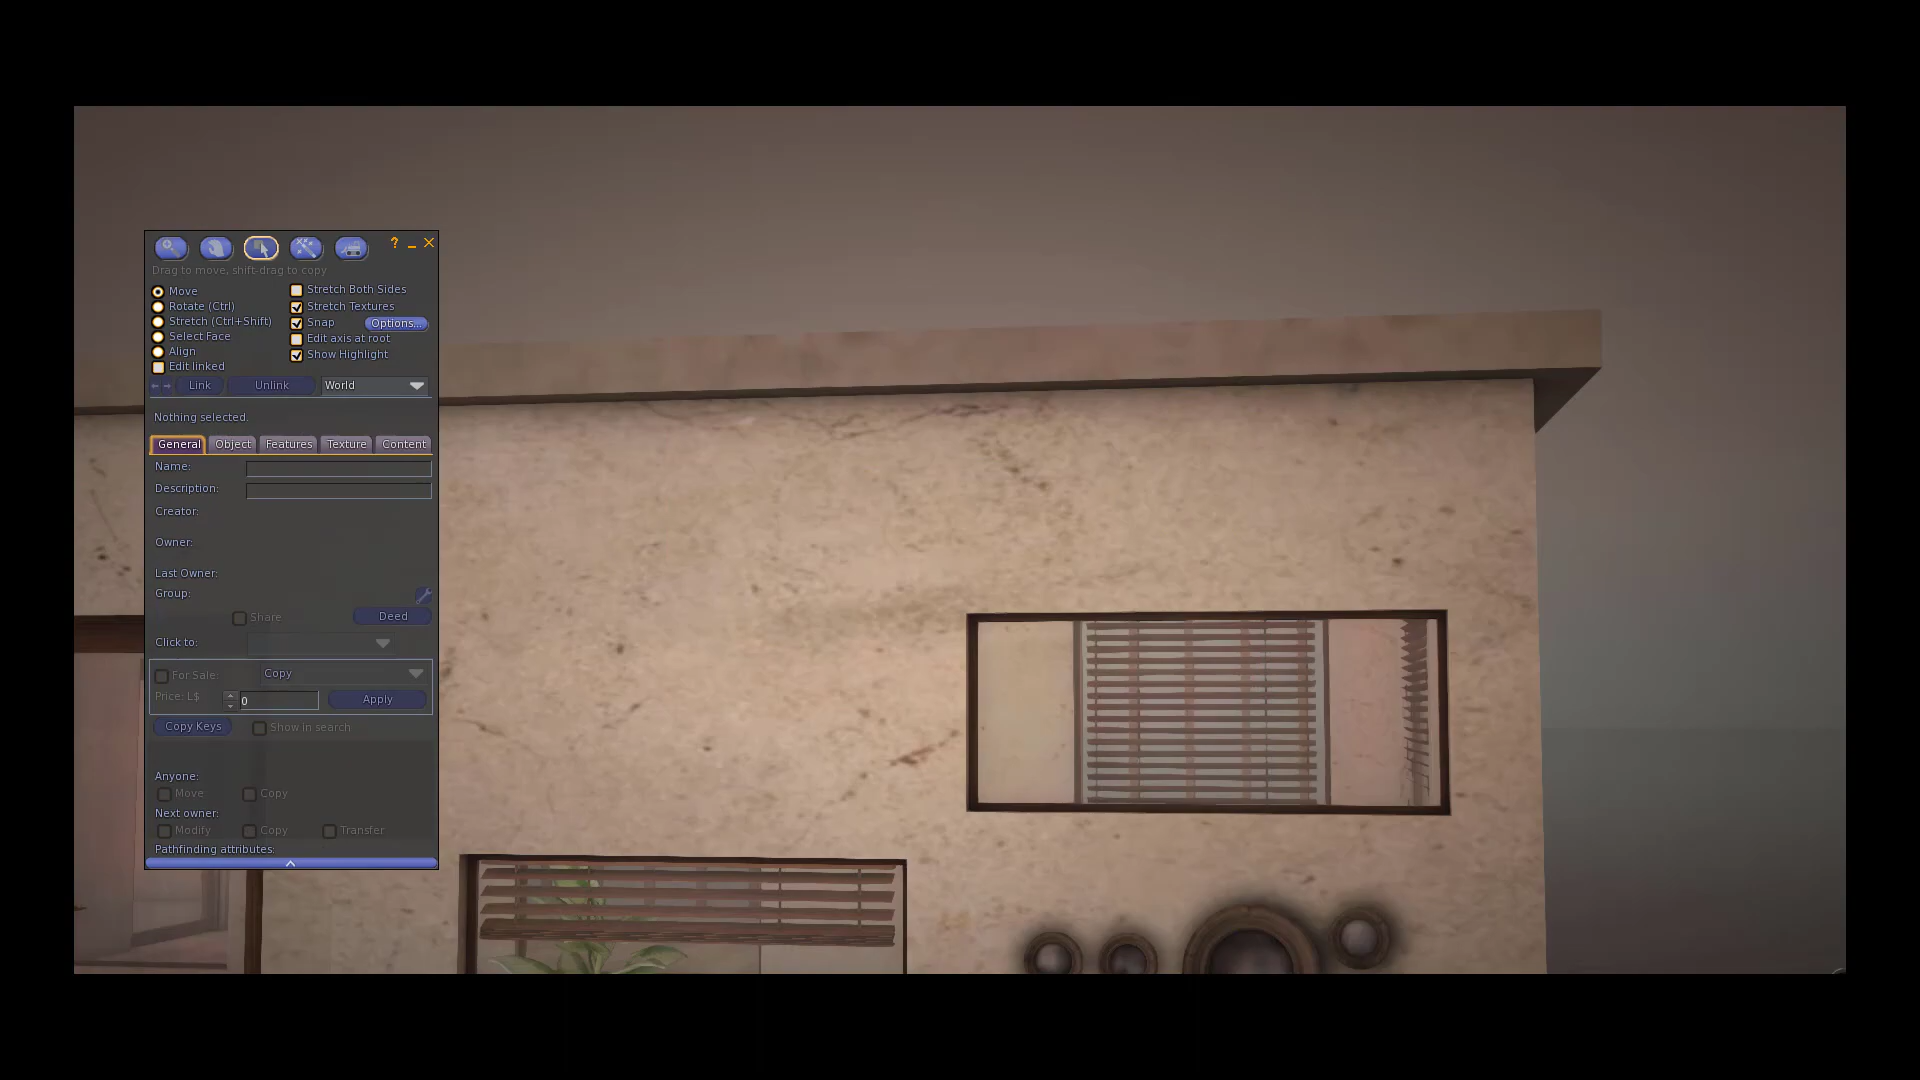 ?
Drag to move, shift-drag to copy
Move
Stretch Both Sides
Rotate (Ctrl)
Stretch Textures
Stretch (Ctrl+Shift)
Snap
Options...
Select Face
Edit axis at root
Align
Show Highlight
Edit linked
Link
Unlink
World
Nothing selected.
General
Object
Features
Texture
Content
Name:
Description:
Creator:
Owner:
Last Owner:
Group:
Share
Deed
Click to:
For Sale:
Copy
Price: L$
0
Apply
Copy Keys
Show in search
Anyone:
Move
Copy
Next owner:
Modify
Copy
Transfer
Pathfinding attributes: